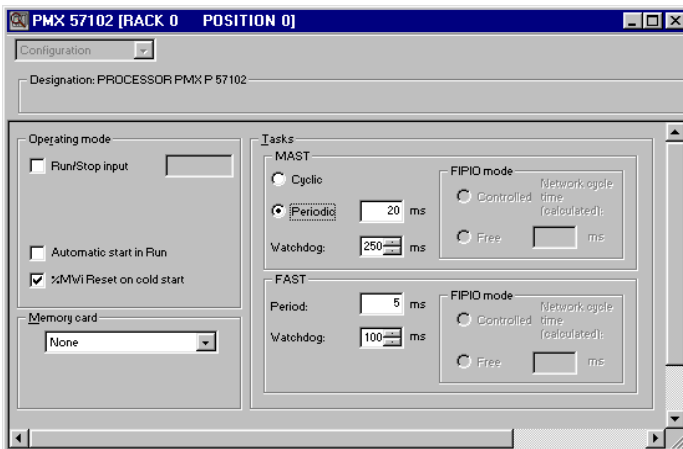 PMX 57102 [RACK 0 POSITION 0]
Configuration
Designation: PROCESSOR PMX P 57102
Operating mode
Run/Stop input
Automatic start in Run
%MWi Reset on cold start
Memory card
None
Tasks
MAST
Cyclic
Periodic 20 ms
Watchdog: 250 ms
FIPIO mode
Controlled
Network cycle
time
(calculated):
Free ms
FAST
Period: 5 ms
Watchdog: 100 ms
FIPIO mode
Controlled
Network cycle
time
(calculated):
Free ms